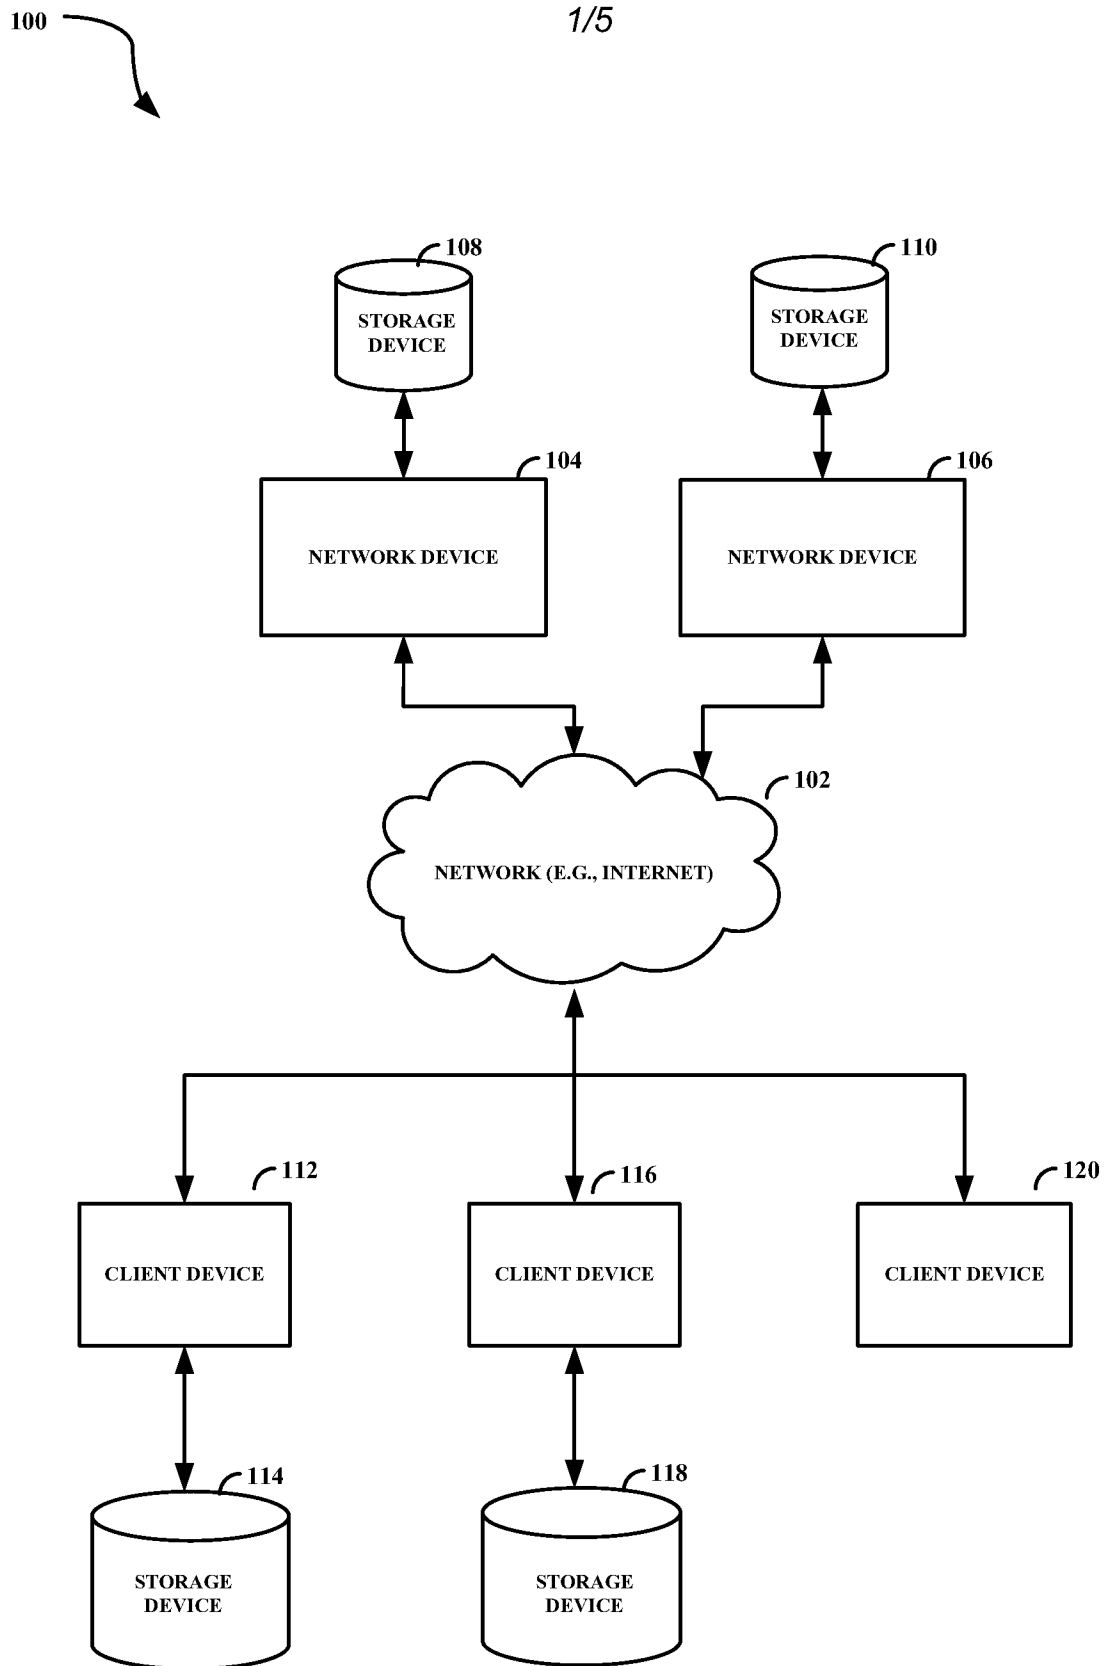 100
1/5
108
110
STORAGE
DEVICE
STORAGE
DEVICE
104
106
NETWORK DEVICE
NETWORK DEVICE
102
NETWORK (E.G., INTERNET)
112
116
120
CLIENT DEVICE
CLIENT DEVICE
CLIENT DEVICE
114
118
STORAGE
DEVICE
STORAGE
DEVICE